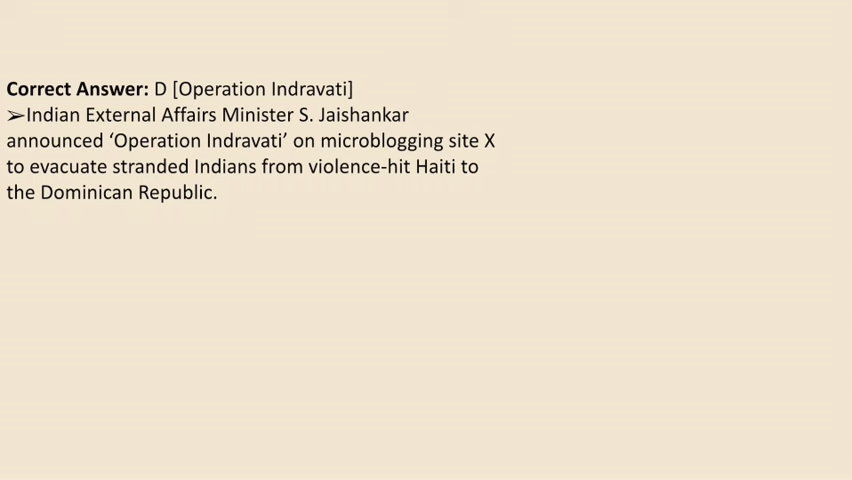 Correct Answer: D [Operation Indravati]
➢Indian External Affairs Minister S. Jaishankar
announced ‘Operation Indravati’ on microblogging site X
to evacuate stranded Indians from violence-hit Haiti to
the Dominican Republic.